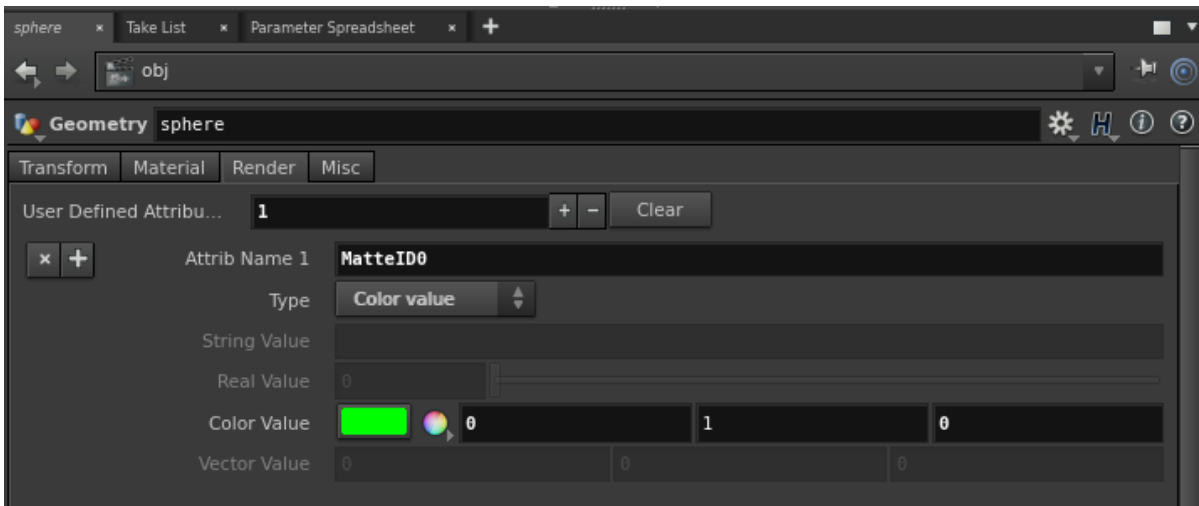 sphere × Take List × Parameter Spreadsheet × +
obj
Geometry sphere
Transform Material Render Misc
User Defined Attribu... 1 + − Clear
× + Attrib Name 1 MatteID0
Type Color value
String Value
Real Value 0
Color Value 0 1 0
Vector Value 0 0 0